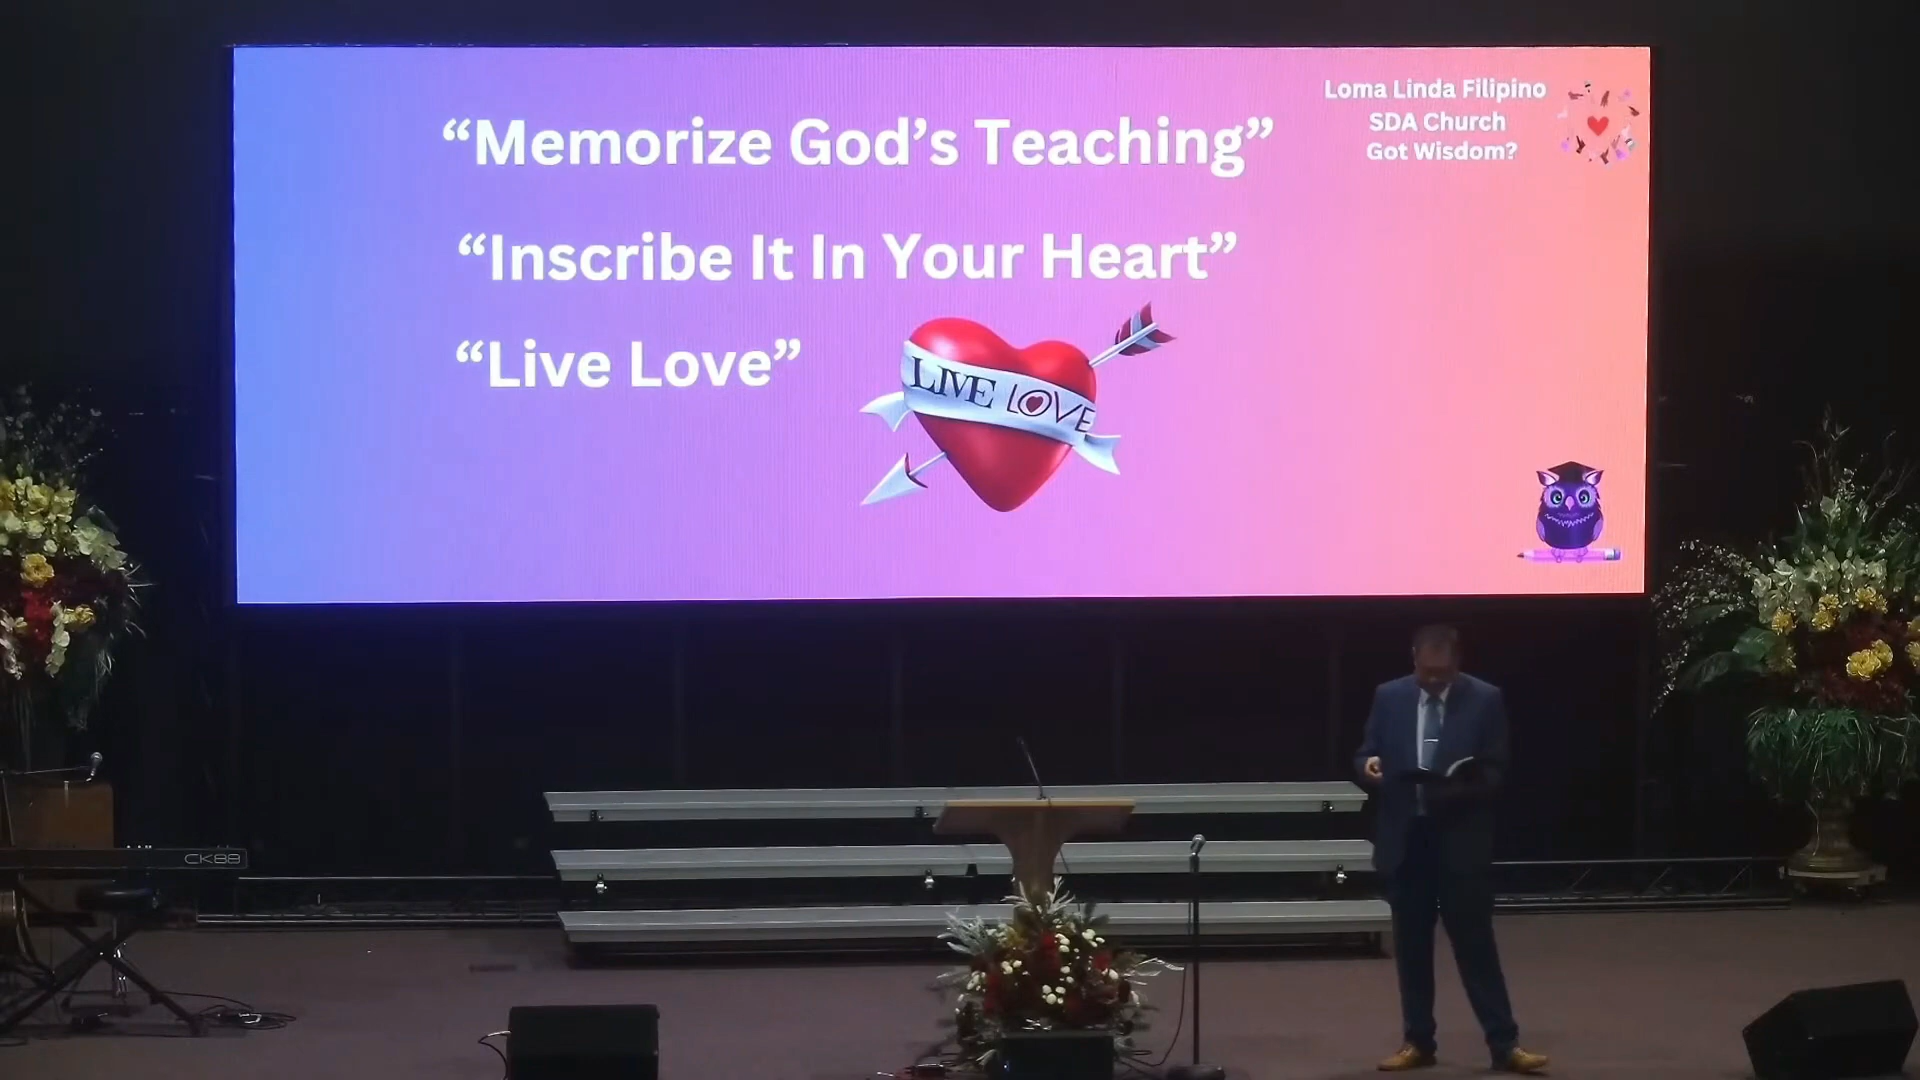 “Memorize God’s Teaching”
“Inscribe It In Your Heart”
“Live Love”
LIVE LOVE
Loma Linda Filipino
SDA Church
Got Wisdom?
CK88